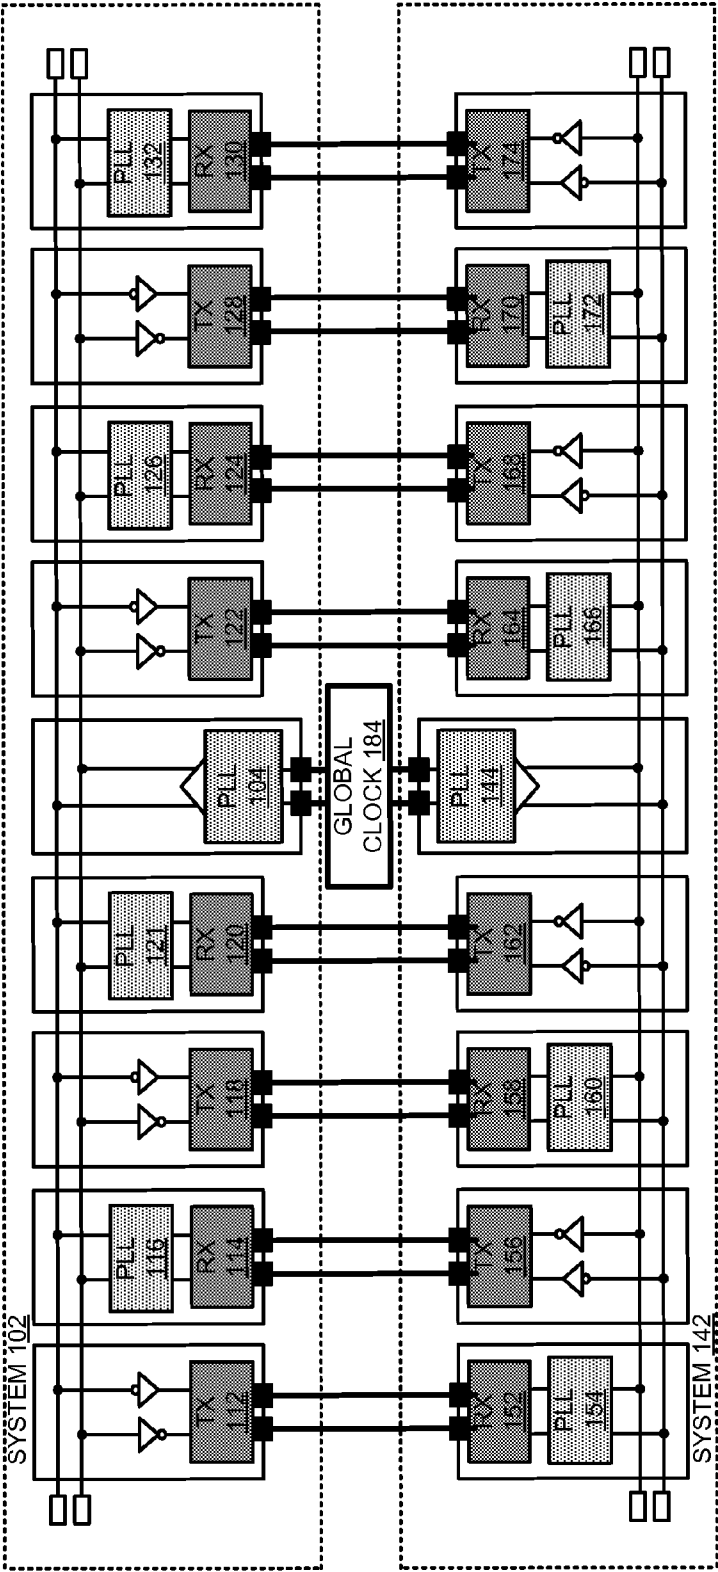 SYSTEM 102
PLL
132
RX
130
TX
174
TX
128
RX
170
PLL
172
PLL
126
RX
124
TX
168
TX
122
RX
164
PLL
166
PLL
104
GLOBAL
CLOCK 184
PLL
144
PLL
121
RX
120
TX
162
TX
118
RX
158
PLL
160
PLL
116
RX
114
TX
156
TX
112
RX
152
PLL
154
SYSTEM 142